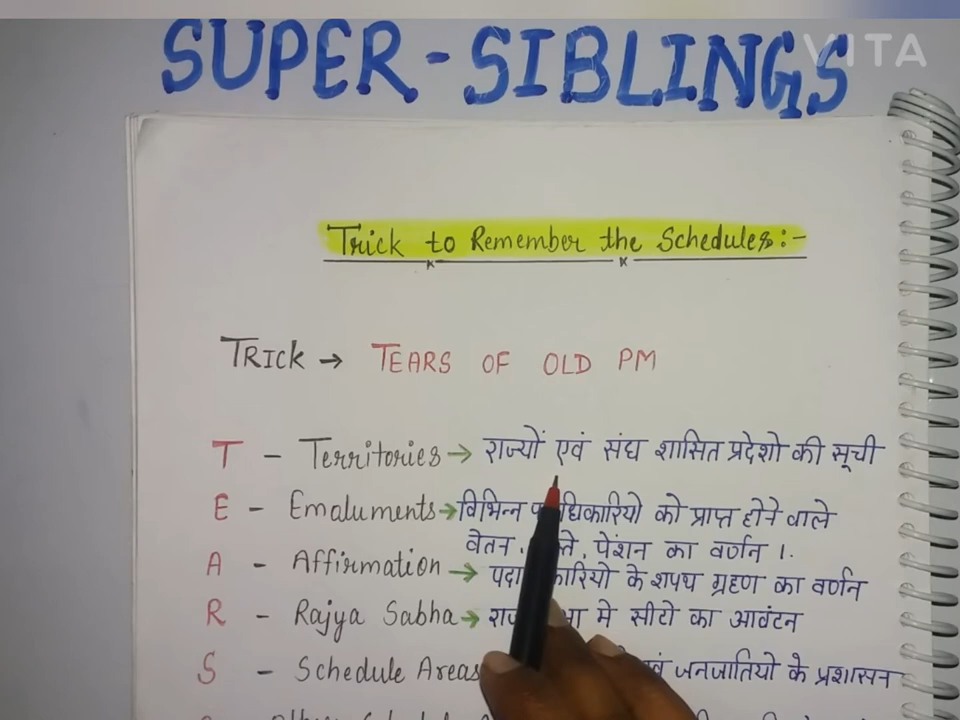 SUPER-SIBLINGS
VITA
Trick to Remember the Schedules:-
TRICK → TEARS OF OLD PM
T - Territories → राज्यों एवं संघ शासित प्रदेशो की सूची
E - Emaluments → विभिन्न को प्राप्त होने वाले
वेतन, पेंशन का वर्णन ।.
A - Affirmation → के शपथ ग्रहण का वर्णन
R - Rajya Sabha → मे सीटो का आवंटन
S - Schedule Areas एवं जनजातियो के प्रशासन